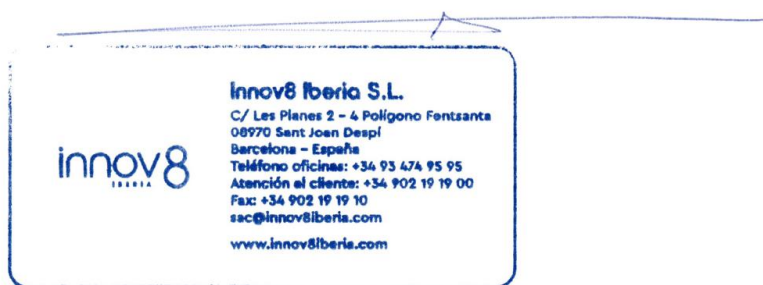 innov8
IBERIA
innov8 Iberia S.L.
C/ Les Planes 2 - 4 Polígono Fontsanta
08970 Sant Joan Despí
Barcelona - España
Teléfono oficinas: +34 93 474 95 95
Atención al cliente: +34 902 19 19 00
Fax: +34 902 19 19 10
sac@innov8iberia.com
www.innov8iberia.com